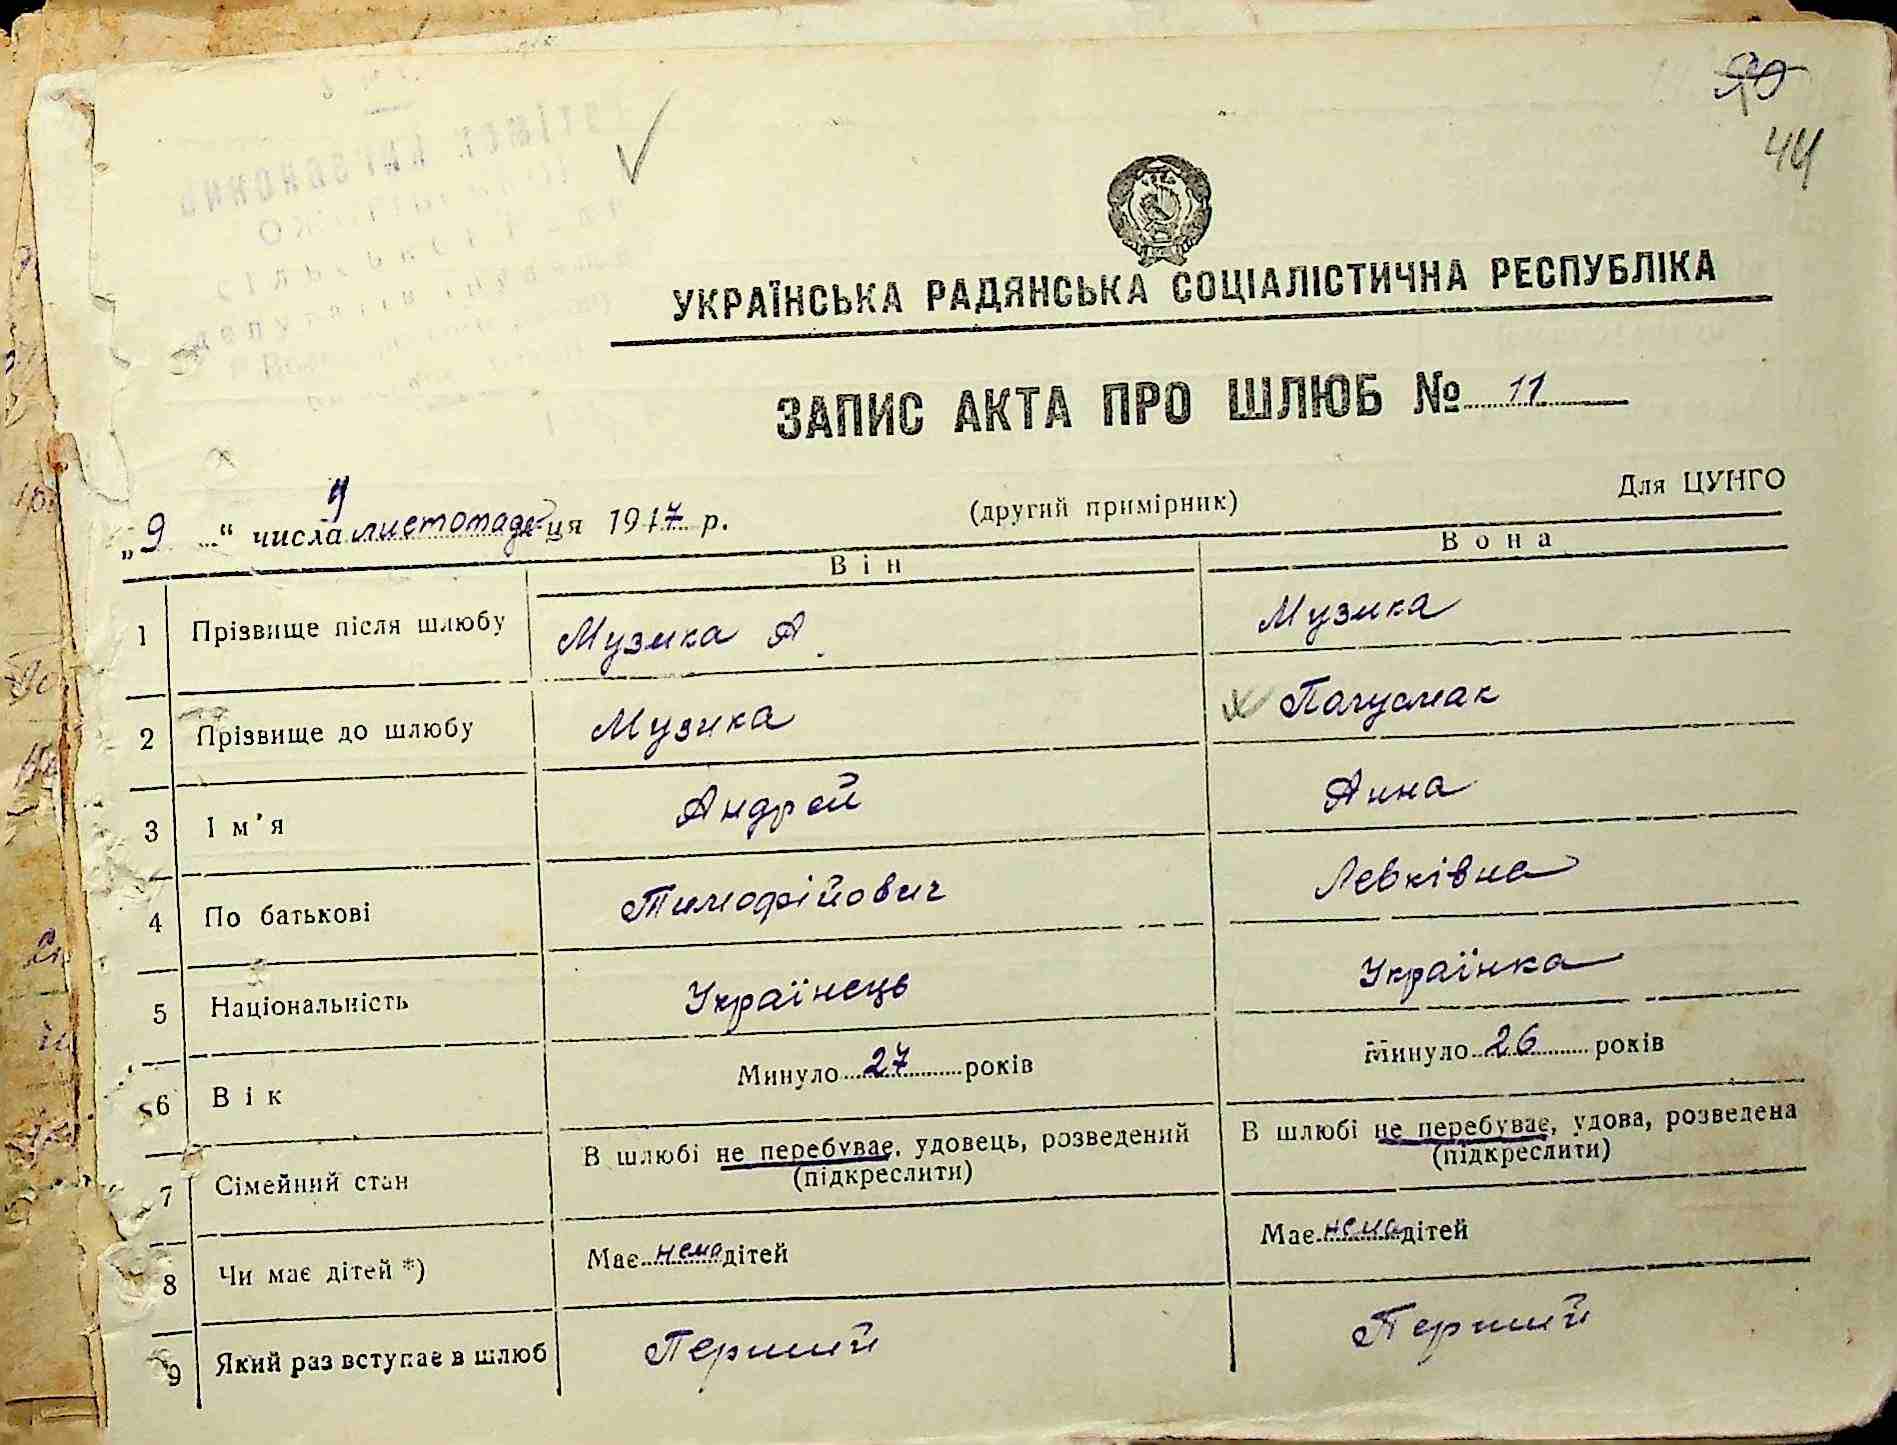 44
УКРАЇНСЬКА РАДЯНСЬКА СОЦІАЛІСТИЧНА РЕСПУБЛІКА
ЗАПИС АКТА ПРО ШЛЮБ № 11
„9“ числа листопада ця 1947 р. (другий примірник) Для ЦУНГО
Він Вона
1 Прізвище після шлюбу Музика А. Музика
2 Прізвище до шлюбу Музика
3 Ім'я Андрей Анна
4 По батькові Тимофійович Левківна
5 Національність Українець Українка
6 Вік Минуло 27 років Минуло 26 років
7 Сімейний стан В шлюбі не перебуває, удовець, розведений (підкреслити) В шлюбі не перебуває, удова, розведена (підкреслити)
8 Чи має дітей *) Має нема дітей Має нема дітей
9 Який раз вступає в шлюб Перший Перший